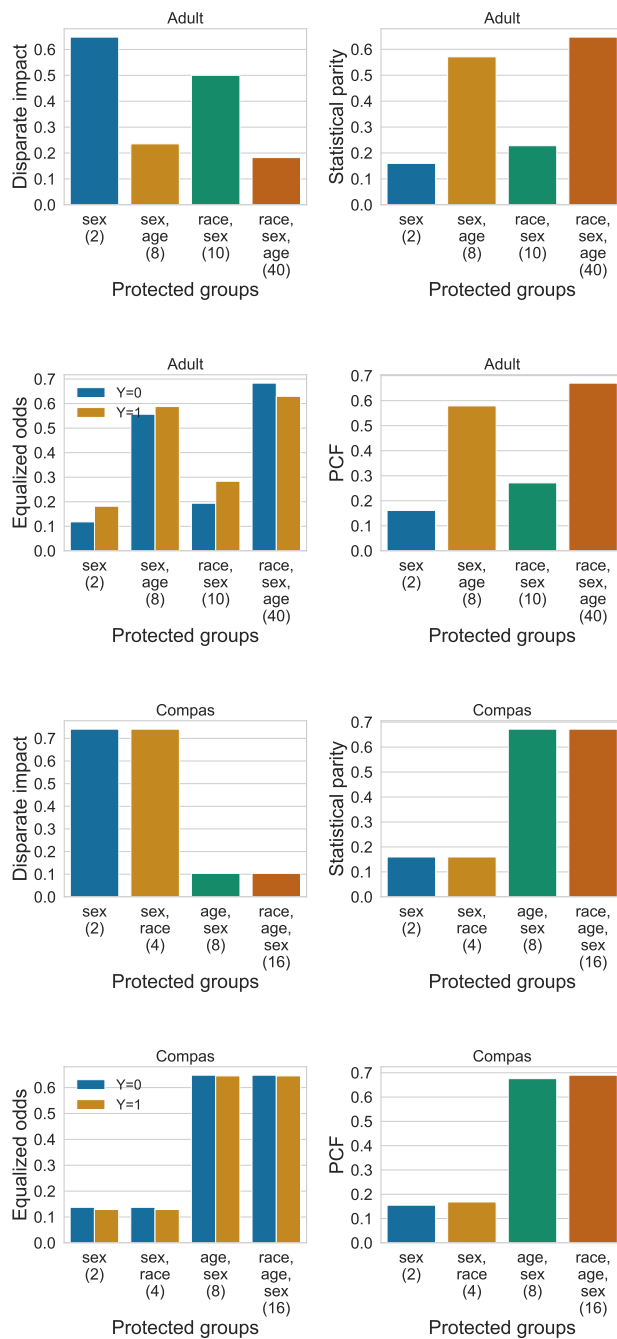 Adult
Disparate impact
0.6
0.5
0.4
0.3
0.2
0.1
0.0
sex
(2)
sex,
age
(8)
race,
sex
(10)
race,
sex,
age
(40)
Protected groups
Adult
Statistical parity
0.6
0.5
0.4
0.3
0.2
0.1
0.0
sex
(2)
sex,
age
(8)
race,
sex
(10)
race,
sex,
age
(40)
Protected groups
Adult
Equalized odds
0.7
0.6
0.5
0.4
0.3
0.2
0.1
0.0
Y=0
Y=1
sex
(2)
sex,
age
(8)
race,
sex
(10)
race,
sex,
age
(40)
Protected groups
Adult
PCF
0.7
0.6
0.5
0.4
0.3
0.2
0.1
0.0
sex
(2)
sex,
age
(8)
race,
sex
(10)
race,
sex,
age
(40)
Protected groups
Compas
Disparate impact
0.7
0.6
0.5
0.4
0.3
0.2
0.1
0.0
sex
(2)
sex,
race
(4)
age,
sex
(8)
race,
age,
sex
(16)
Protected groups
Compas
Statistical parity
0.7
0.6
0.5
0.4
0.3
0.2
0.1
0.0
sex
(2)
sex,
race
(4)
age,
sex
(8)
race,
age,
sex
(16)
Protected groups
Compas
Equalized odds
0.6
0.5
0.4
0.3
0.2
0.1
0.0
Y=0
Y=1
sex
(2)
sex,
race
(4)
age,
sex
(8)
race,
age,
sex
(16)
Protected groups
Compas
PCF
0.7
0.6
0.5
0.4
0.3
0.2
0.1
0.0
sex
(2)
sex,
race
(4)
age,
sex
(8)
race,
age,
sex
(16)
Protected groups